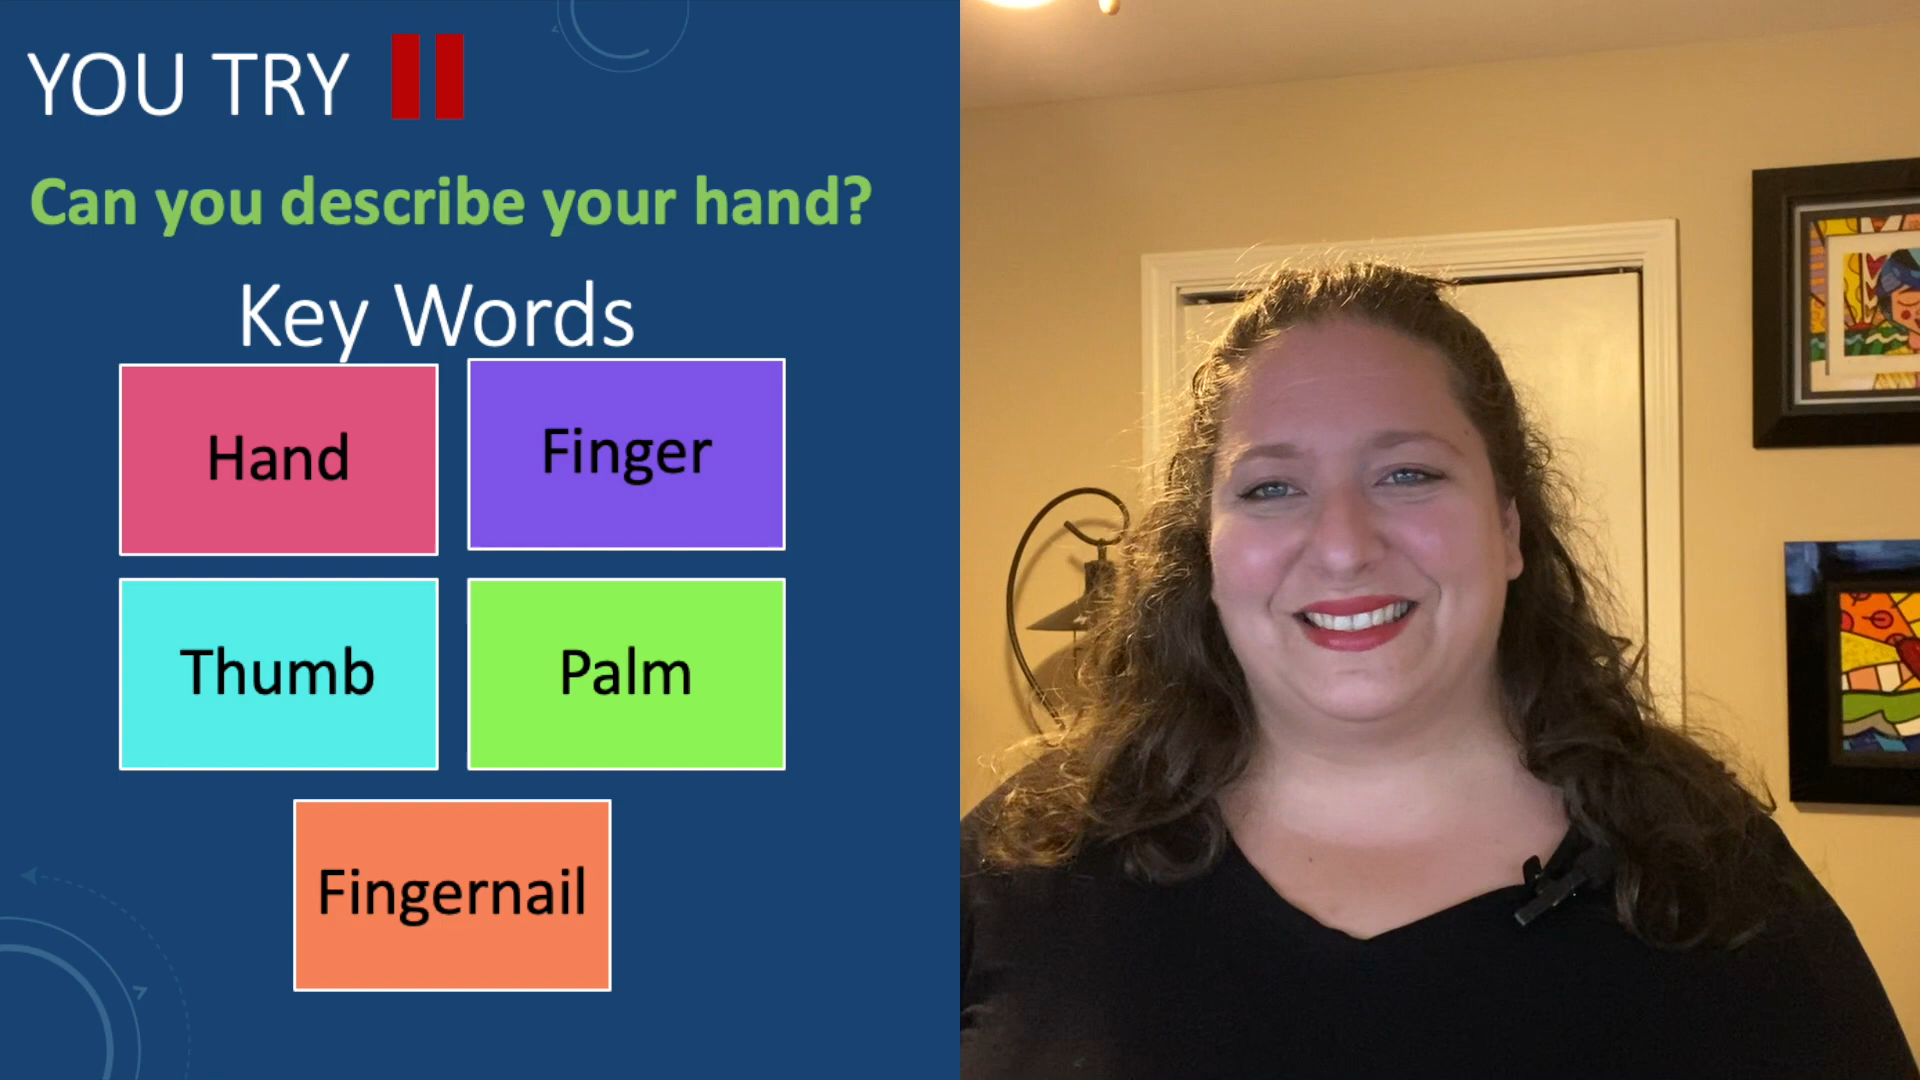 YOU TRY
Can you describe your hand?
Key Words
Hand
Finger
Thumb
Palm
Fingernail